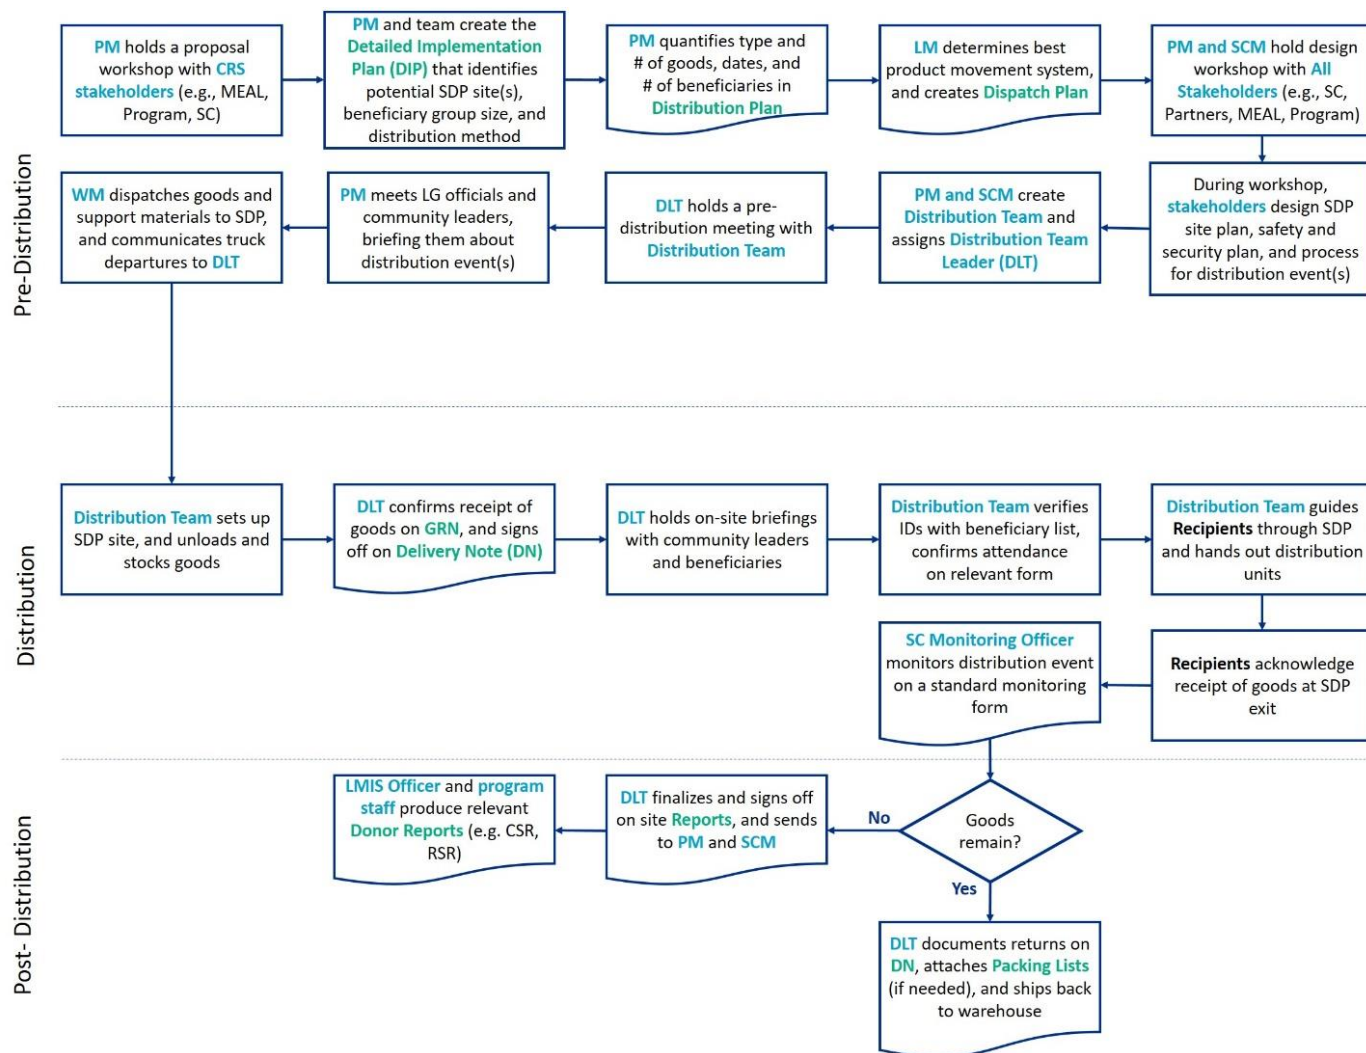 Pre-Distribution
PM holds a proposal
workshop with CRS
stakeholders (e.g., MEAL,
Program, SC)
PM and team create the
Detailed Implementation
Plan (DIP) that identifies
potential SDP site(s),
beneficiary group size, and
distribution method
PM quantifies type and
# of goods, dates, and
# of beneficiaries in
Distribution Plan
LM determines best
product movement system,
and creates Dispatch Plan
PM and SCM hold design
workshop with All
Stakeholders (e.g., SC,
Partners, MEAL, Program)
During workshop,
stakeholders design SDP
site plan, safety and
security plan, and process
for distribution event(s)
PM and SCM create
Distribution Team and
assigns Distribution Team
Leader (DLT)
DLT holds a pre-
distribution meeting with
Distribution Team
PM meets LG officials and
community leaders,
briefing them about
distribution event(s)
WM dispatches goods and
support materials to SDP,
and communicates truck
departures to DLT
Distribution
Distribution Team sets up
SDP site, and unloads and
stocks goods
DLT confirms receipt of
goods on GRN, and signs
off on Delivery Note (DN)
DLT holds on-site briefings
with community leaders
and beneficiaries
Distribution Team verifies
IDs with beneficiary list,
confirms attendance
on relevant form
Distribution Team guides
Recipients through SDP
and hands out distribution
units
Recipients acknowledge
receipt of goods at SDP
exit
SC Monitoring Officer
monitors distribution event
on a standard monitoring
form
Post- Distribution
Goods
remain?
No
DLT finalizes and signs off
on site Reports, and sends
to PM and SCM
LMIS Officer and program
staff produce relevant
Donor Reports (e.g. CSR,
RSR)
Yes
DLT documents returns on
DN, attaches Packing Lists
(if needed), and ships back
to warehouse